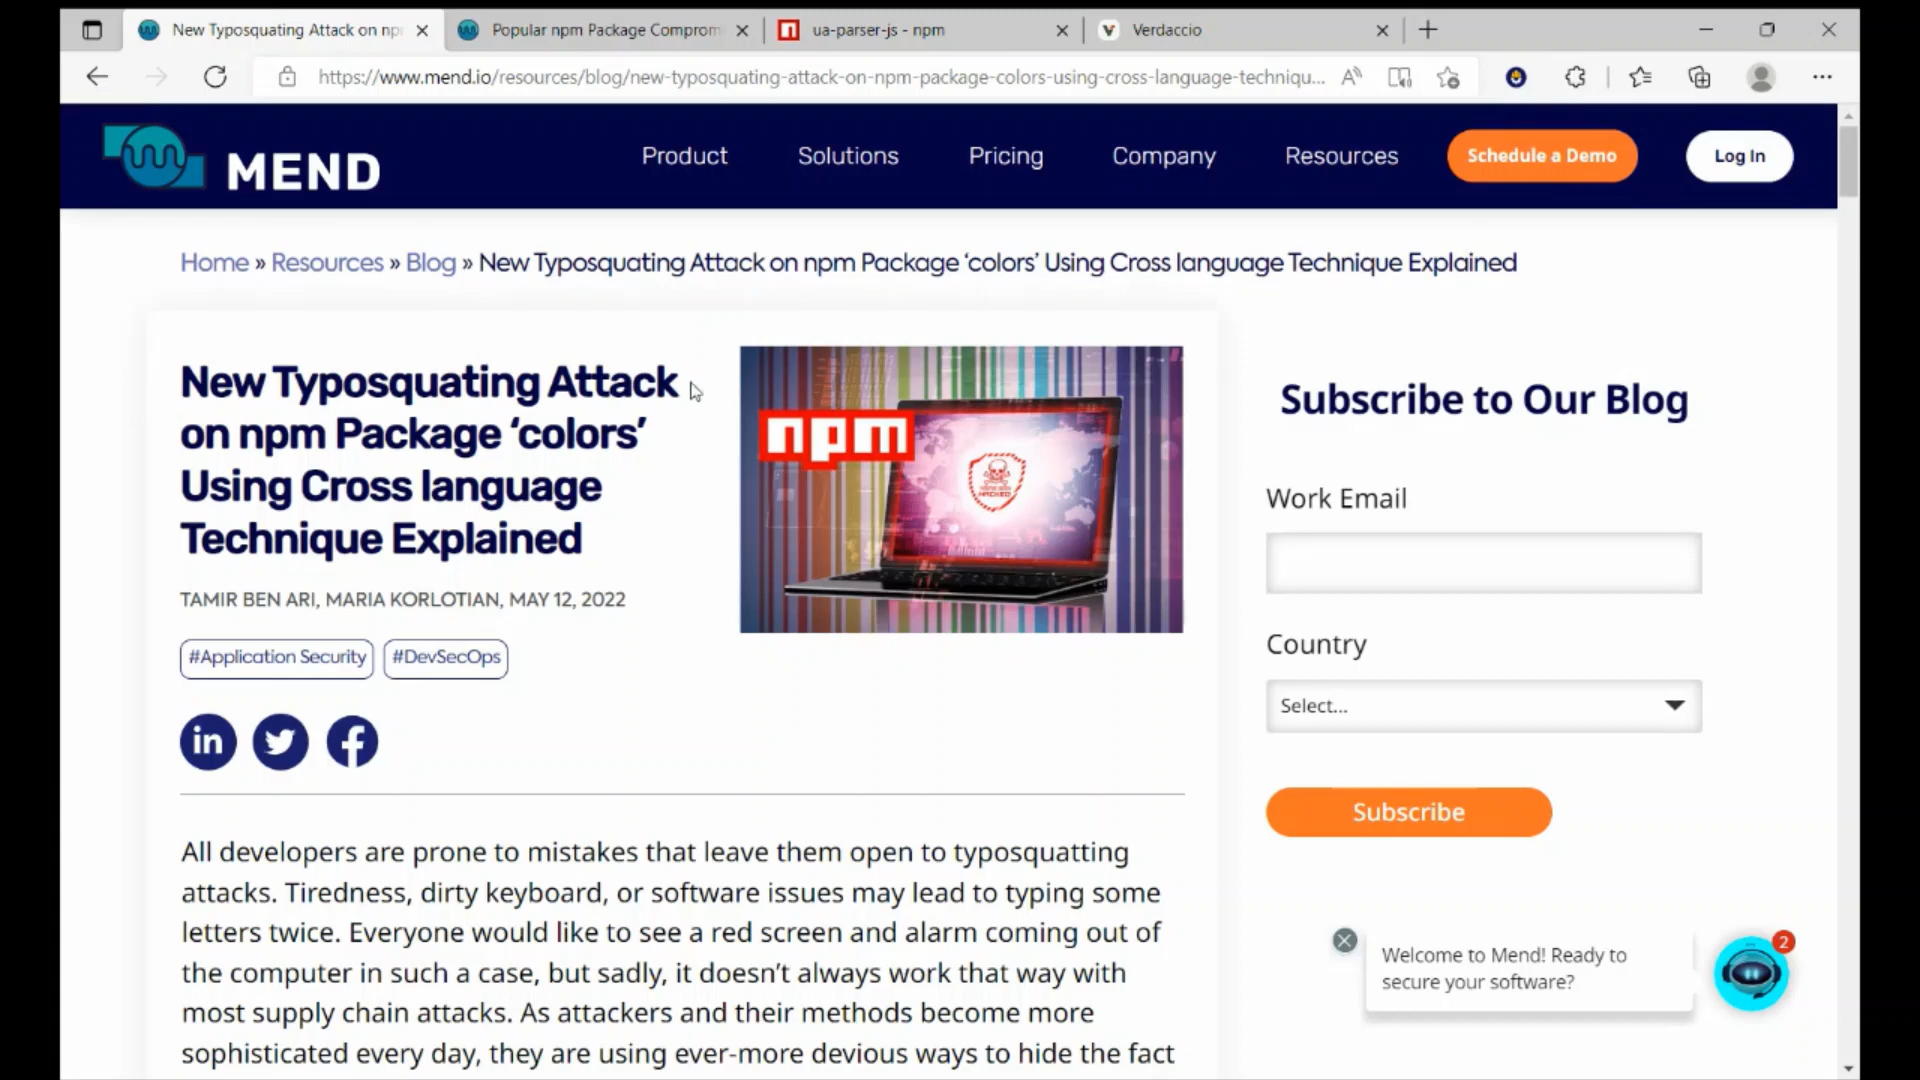 New Typosquating Attack on np
Popular npm Package Comprom
ua-parser-js - npm
Verdaccio
https://www.mend.io/resources/blog/new-typosquating-attack-on-npm-package-colors-using-cross-language-techniqu...
MEND
Product
Solutions
Pricing
Company
Resources
Schedule a Demo
Log In
Home » Resources » Blog » New Typosquating Attack on npm Package ‘colors’ Using Cross language Technique Explained
New Typosquating Attack
on npm Package ‘colors’
Using Cross language
Technique Explained
TAMIR BEN ARI, MARIA KORLOTIAN, MAY 12, 2022
#Application Security
#DevSecOps
npm
HACKED
Subscribe to Our Blog
Work Email
Country
Select...
Subscribe
All developers are prone to mistakes that leave them open to typosquatting
attacks. Tiredness, dirty keyboard, or software issues may lead to typing some
letters twice. Everyone would like to see a red screen and alarm coming out of
the computer in such a case, but sadly, it doesn’t always work that way with
most supply chain attacks. As attackers and their methods become more
sophisticated every day, they are using ever-more devious ways to hide the fact
Welcome to Mend! Ready to
secure your software?
2